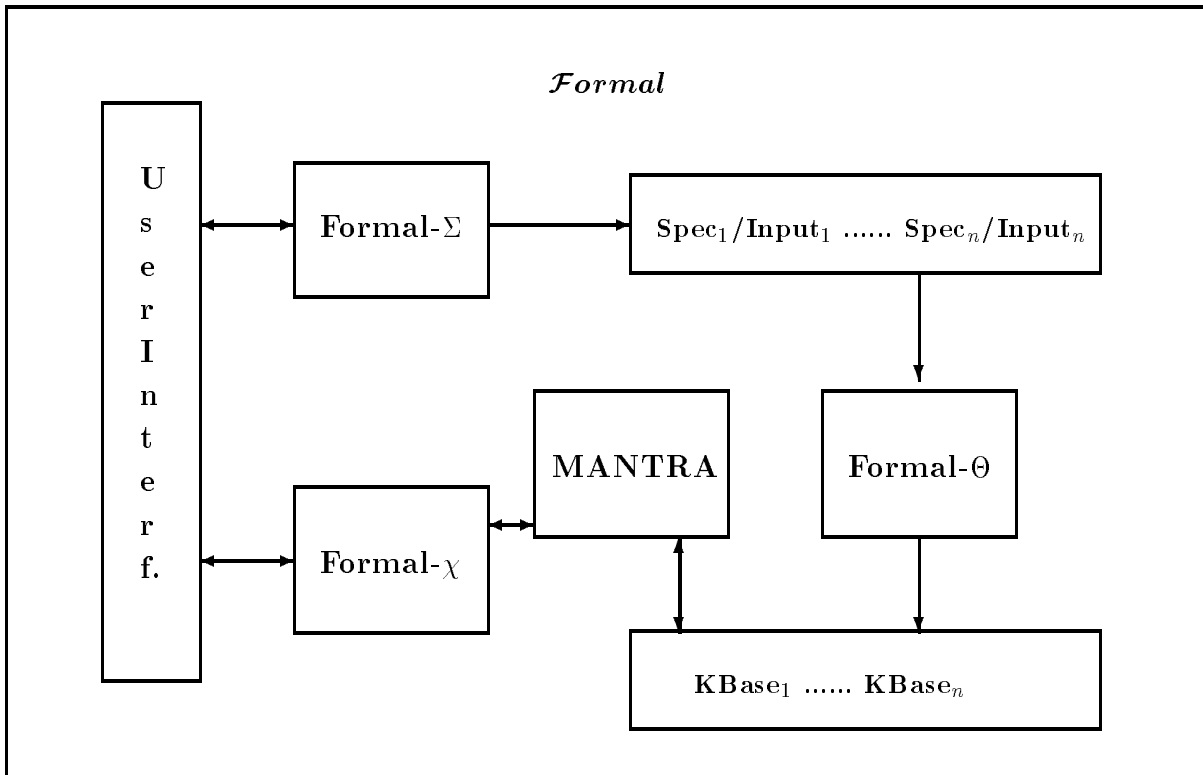 Formal
U
s
e
r
I
n
t
e
r
f.
Formal-Σ
Spec₁/Input₁ ...... Specₙ/Inputₙ
MANTRA
Formal-Θ
Formal-χ
KBase₁ ...... KBaseₙ